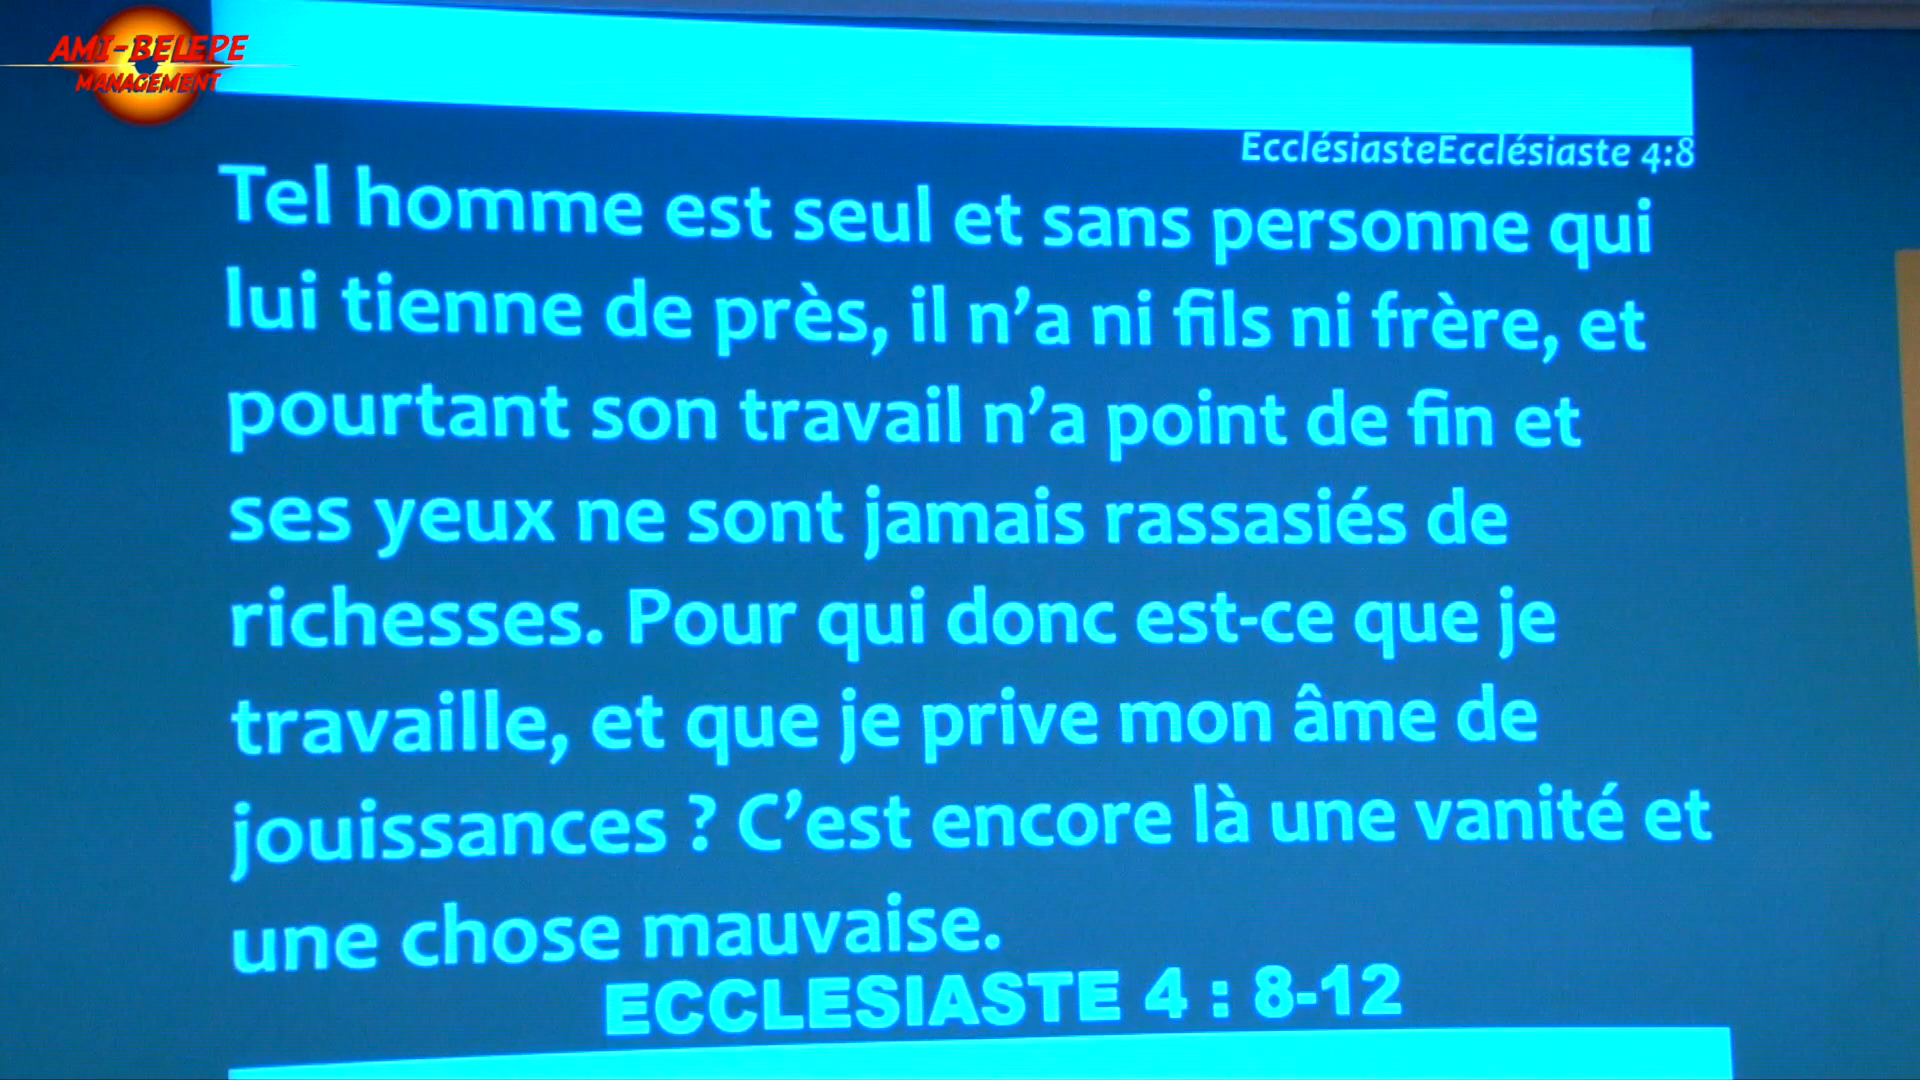 AMI-BELEPE
MANAGEMENT
EcclésiasteEcclésiaste 4:8
Tel homme est seul et sans personne qui
lui tienne de près, il n’a ni fils ni frère, et
pourtant son travail n’a point de fin et
ses yeux ne sont jamais rassasiés de
richesses. Pour qui donc est-ce que je
travaille, et que je prive mon âme de
jouissances ? C’est encore là une vanité et
une chose mauvaise.
ECCLESIASTE 4 : 8-12